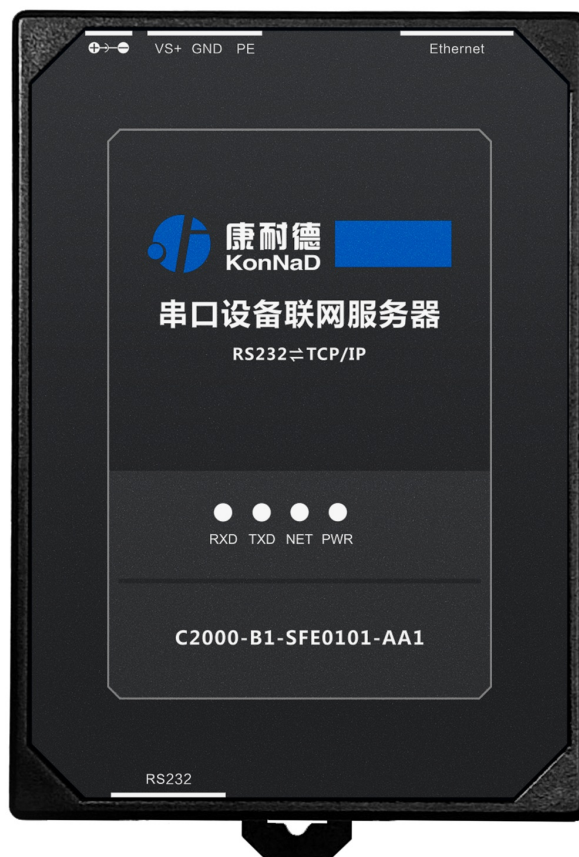 VS+ GND PE Ethernet
康耐德
KonNaD
串口设备联网服务器
RS232⇌TCP/IP
RXD TXD NET PWR
C2000-B1-SFE0101-AA1
RS232